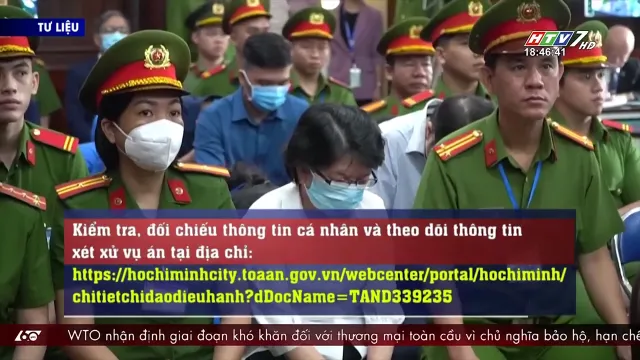 TƯ LIỆU
HTV7 HD
18:46:41
Kiểm tra, đối chiếu thông tin cá nhân và theo dõi thông tin
xét xử vụ án tại địa chỉ:
https://hochiminhcity.toaan.gov.vn/webcenter/portal/hochiminh/
chitietchidaodieuhanh?dDocName=TAND339235
60 WTO nhận định giai đoạn khó khăn đối với thương mại toàn cầu vì chủ nghĩa bảo hộ, hạn chế